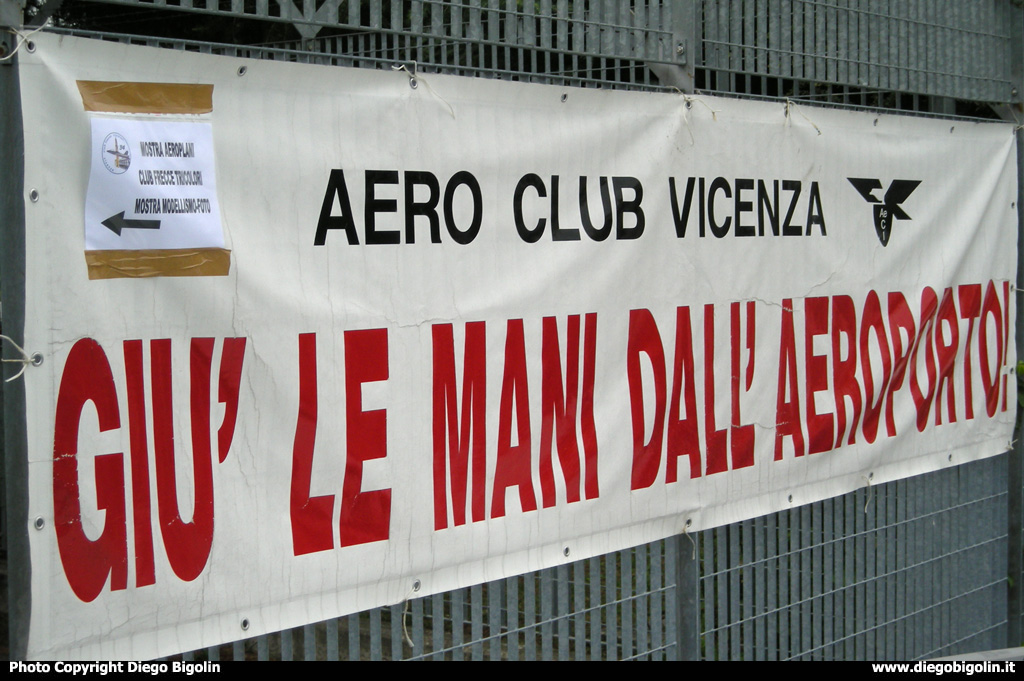 MOSTRA AEROPLANI
CLUB FRECCE TRICOLORI
MOSTRA MODELLISMO-FOTO
AERO CLUB VICENZA
AeCI
GIU' LE MANI DALL'AEROPORTO!
Photo Copyright Diego Bigolin
www.diegobigolin.it